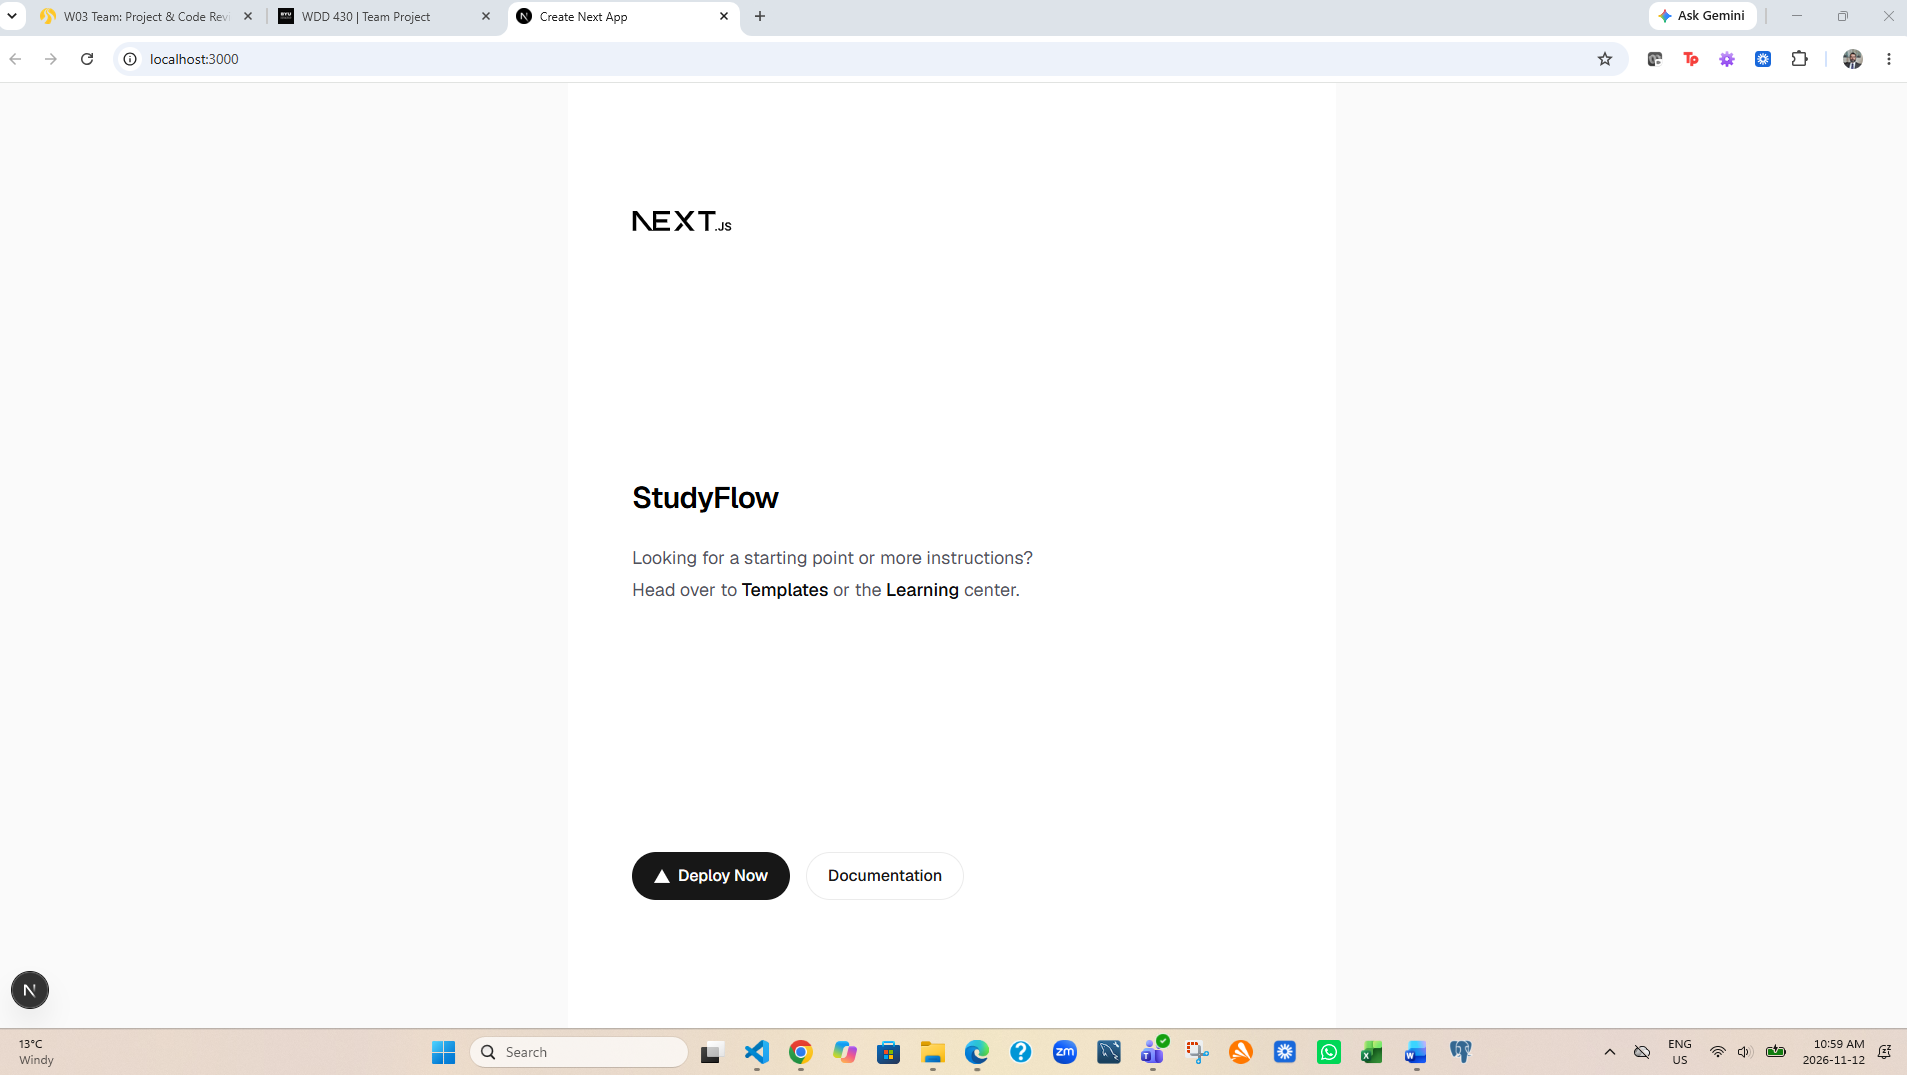 W03 Team: Project & Code Revi
WDD 430 | Team Project
Create Next App
Ask Gemini
localhost:3000
NEXT.JS
StudyFlow
Looking for a starting point or more instructions?
Head over to Templates or the Learning center.
Deploy Now
Documentation
N
13°C
Windy
Search
ENG
US
10:59 AM
2026-11-12